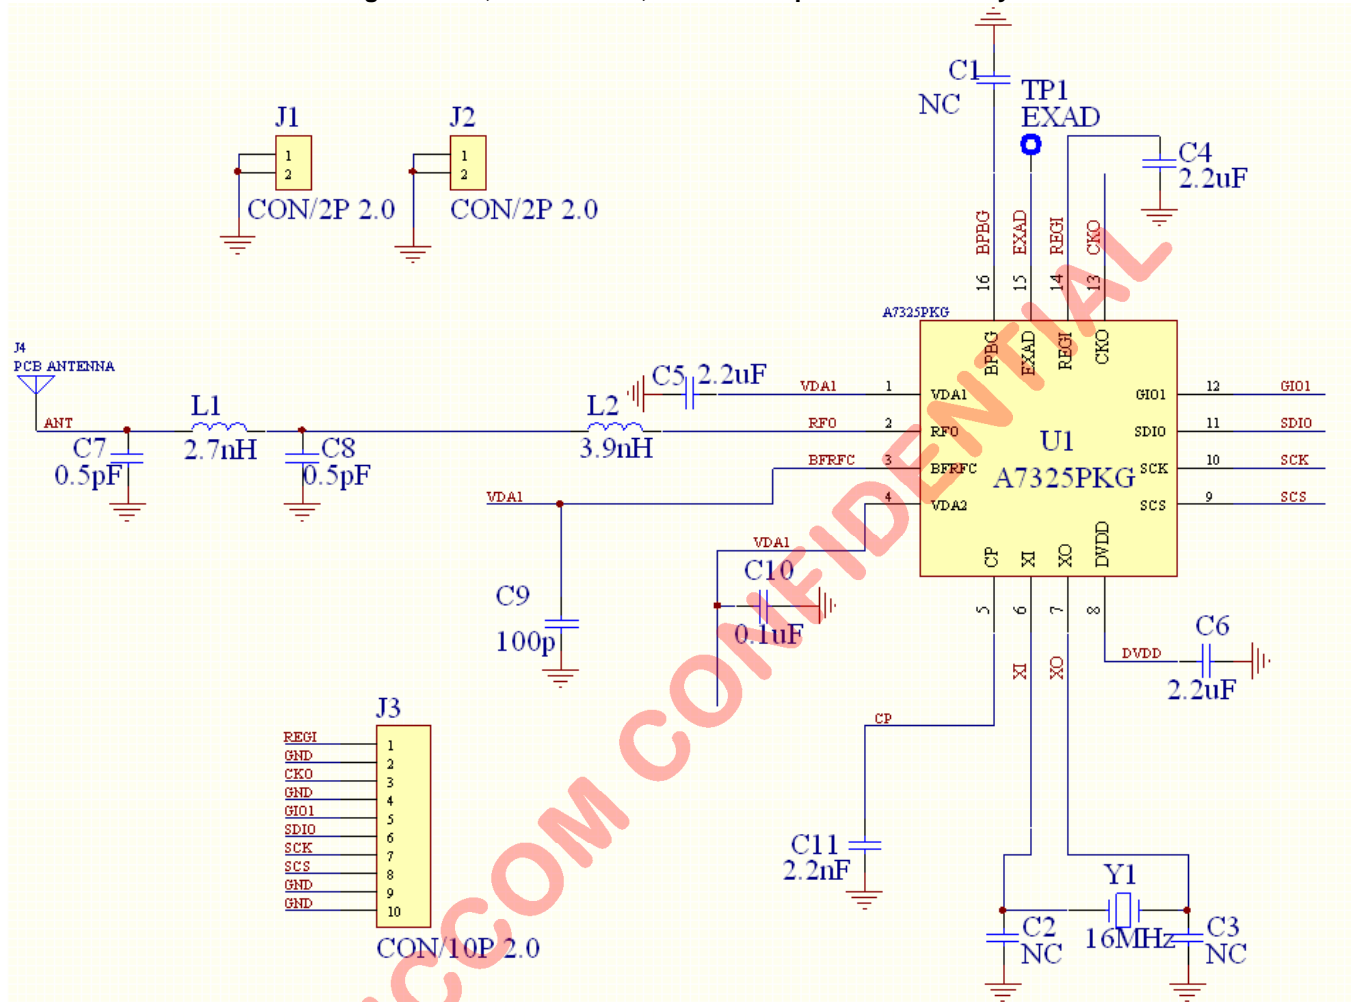 C1
NC
TP1
EXAD
J1
1
2
CON/2P 2.0
J2
1
2
CON/2P 2.0
C4
2.2uF
BPBG
EXAD
REGI
CKO
16
15
14
13
A7325PKG
BPBG
EXAD
REGI
CKO
J4
PCB ANTENNA
ANT
C7
0.5pF
L1
2.7nH
C8
0.5pF
L2
3.9nH
C5 2.2uF
VDA1
1
VDA1
RFO
2
RFO
BFRFC
3
BFRFC
4
VDA2
VDA1
VDA1
U1
A7325PKG
GIO1
12
GIO1
SDIO
11
SDIO
SCK
10
SCK
SCS
9
SCS
CP
XI
XO
DVDD
5
6
7
8
C9
100p
C10
0.1uF
XI
XO
DVDD
C6
2.2uF
CP
C11
2.2nF
J3
REGI 1
GND 2
CKO 3
GND 4
GIO1 5
SDIO 6
SCK 7
SCS 8
GND 9
GND 10
CON/10P 2.0
Y1
16MHz
C2
NC
C3
NC
CCOM CONFIDENTIAL